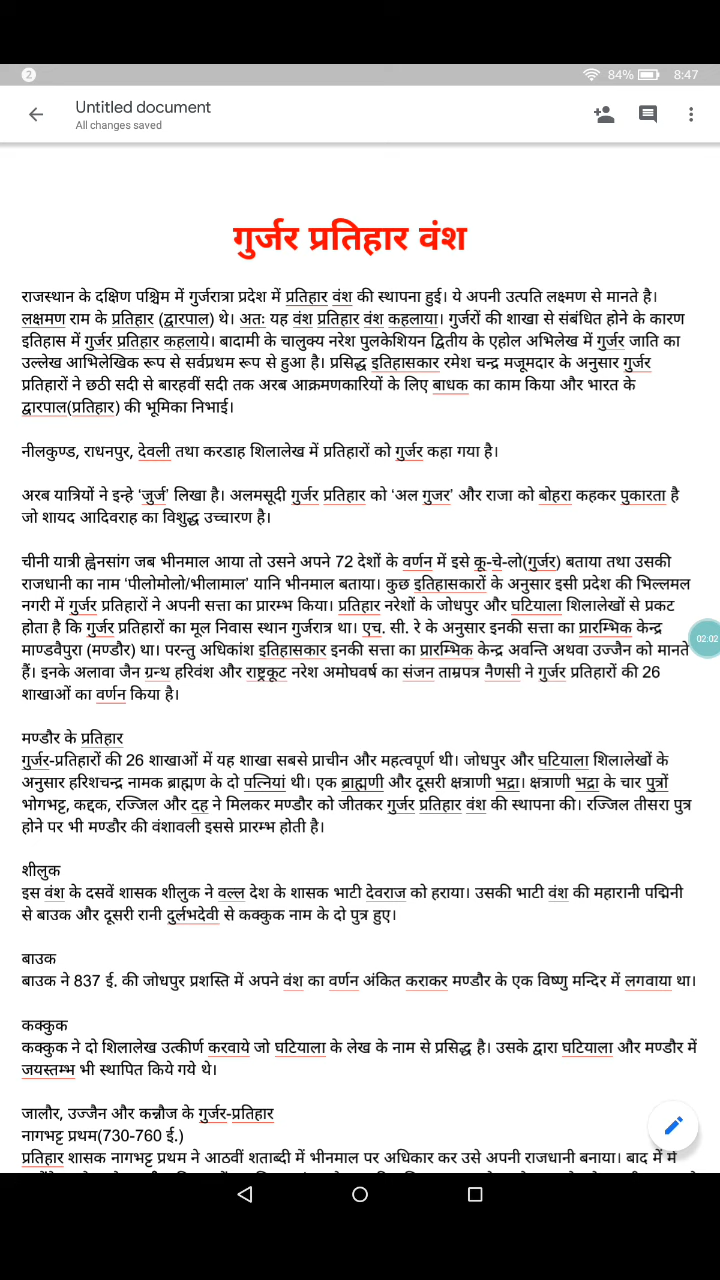 2
84%
8:47
Untitled document
All changes saved
गुर्जर प्रतिहार वंश
राजस्थान के दक्षिण पश्चिम में गुर्जरात्रा प्रदेश में प्रतिहार वंश की स्थापना हुई। ये अपनी उत्पति लक्ष्मण से मानते है।
लक्षमण राम के प्रतिहार (द्वारपाल) थे। अतः यह वंश प्रतिहार वंश कहलाया। गुर्जरों की शाखा से संबंधित होने के कारण
इतिहास में गुर्जर प्रतिहार कहलाये। बादामी के चालुक्य नरेश पुलकेशियन द्वितीय के एहोल अभिलेख में गुर्जर जाति का
उल्लेख आभिलेखिक रूप से सर्वप्रथम रूप से हुआ है। प्रसिद्ध इतिहासकार रमेश चन्द्र मजूमदार के अनुसार गुर्जर
प्रतिहारों ने छठी सदी से बारहवीं सदी तक अरब आक्रमणकारियों के लिए बाधक का काम किया और भारत के
द्वारपाल(प्रतिहार) की भूमिका निभाई।
नीलकुण्ड, राधनपुर, देवली तथा करडाह शिलालेख में प्रतिहारों को गुर्जर कहा गया है।
अरब यात्रियों ने इन्हे 'जुर्ज' लिखा है। अलमसूदी गुर्जर प्रतिहार को 'अल गुजर' और राजा को बोहरा कहकर पुकारता है
जो शायद आदिवराह का विशुद्ध उच्चारण है।
चीनी यात्री ह्वेनसांग जब भीनमाल आया तो उसने अपने 72 देशों के वर्णन में इसे कू-चे-लो(गुर्जर) बताया तथा उसकी
राजधानी का नाम 'पीलोमोलो/भीलामाल' यानि भीनमाल बताया। कुछ इतिहासकारों के अनुसार इसी प्रदेश की भिल्लमल
नगरी में गुर्जर प्रतिहारों ने अपनी सत्ता का प्रारम्भ किया। प्रतिहार नरेशों के जोधपुर और घटियाला शिलालेखों से प्रकट
होता है कि गुर्जर प्रतिहारों का मूल निवास स्थान गुर्जरात्र था। एच. सी. रे के अनुसार इनकी सत्ता का प्रारम्भिक केन्द्र
माण्डवैपुरा (मण्डौर) था। परन्तु अधिकांश इतिहासकार इनकी सत्ता का प्रारम्भिक केन्द्र अवन्ति अथवा उज्जैन को मानते
02:02
हैं। इनके अलावा जैन ग्रन्थ हरिवंश और राष्ट्रकूट नरेश अमोघवर्ष का संजन ताम्रपत्र नैणसी ने गुर्जर प्रतिहारों की 26
शाखाओं का वर्णन किया है।
मण्डौर के प्रतिहार
गुर्जर-प्रतिहारों की 26 शाखाओं में यह शाखा सबसे प्राचीन और महत्वपूर्ण थी। जोधपुर और घटियाला शिलालेखों के
अनुसार हरिशचन्द्र नामक ब्राह्मण के दो पत्नियां थी। एक ब्राह्मणी और दूसरी क्षत्राणी भद्रा। क्षत्राणी भद्रा के चार पुत्रों
भोगभट्ट, कद्दक, रज्जिल और दह ने मिलकर मण्डौर को जीतकर गुर्जर प्रतिहार वंश की स्थापना की। रज्जिल तीसरा पुत्र
होने पर भी मण्डौर की वंशावली इससे प्रारम्भ होती है।
शीलुक
इस वंश के दसवें शासक शीलुक ने वल्ल देश के शासक भाटी देवराज को हराया। उसकी भाटी वंश की महारानी पद्मिनी
से बाउक और दूसरी रानी दुर्लभदेवी से कक्कुक नाम के दो पुत्र हुए।
बाउक
बाउक ने 837 ई. की जोधपुर प्रशस्ति में अपने वंश का वर्णन अंकित कराकर मण्डौर के एक विष्णु मन्दिर में लगवाया था।
कक्कुक
कक्कुक ने दो शिलालेख उत्कीर्ण करवाये जो घटियाला के लेख के नाम से प्रसिद्ध है। उसके द्वारा घटियाला और मण्डौर में
जयस्तम्भ भी स्थापित किये गये थे।
जालौर, उज्जैन और कन्नौज के गुर्जर-प्रतिहार
नागभट्ट प्रथम(730-760 ई.)
प्रतिहार शासक नागभट्ट प्रथम ने आठवीं शताब्दी में भीनमाल पर अधिकार कर उसे अपनी राजधानी बनाया। बाद में में